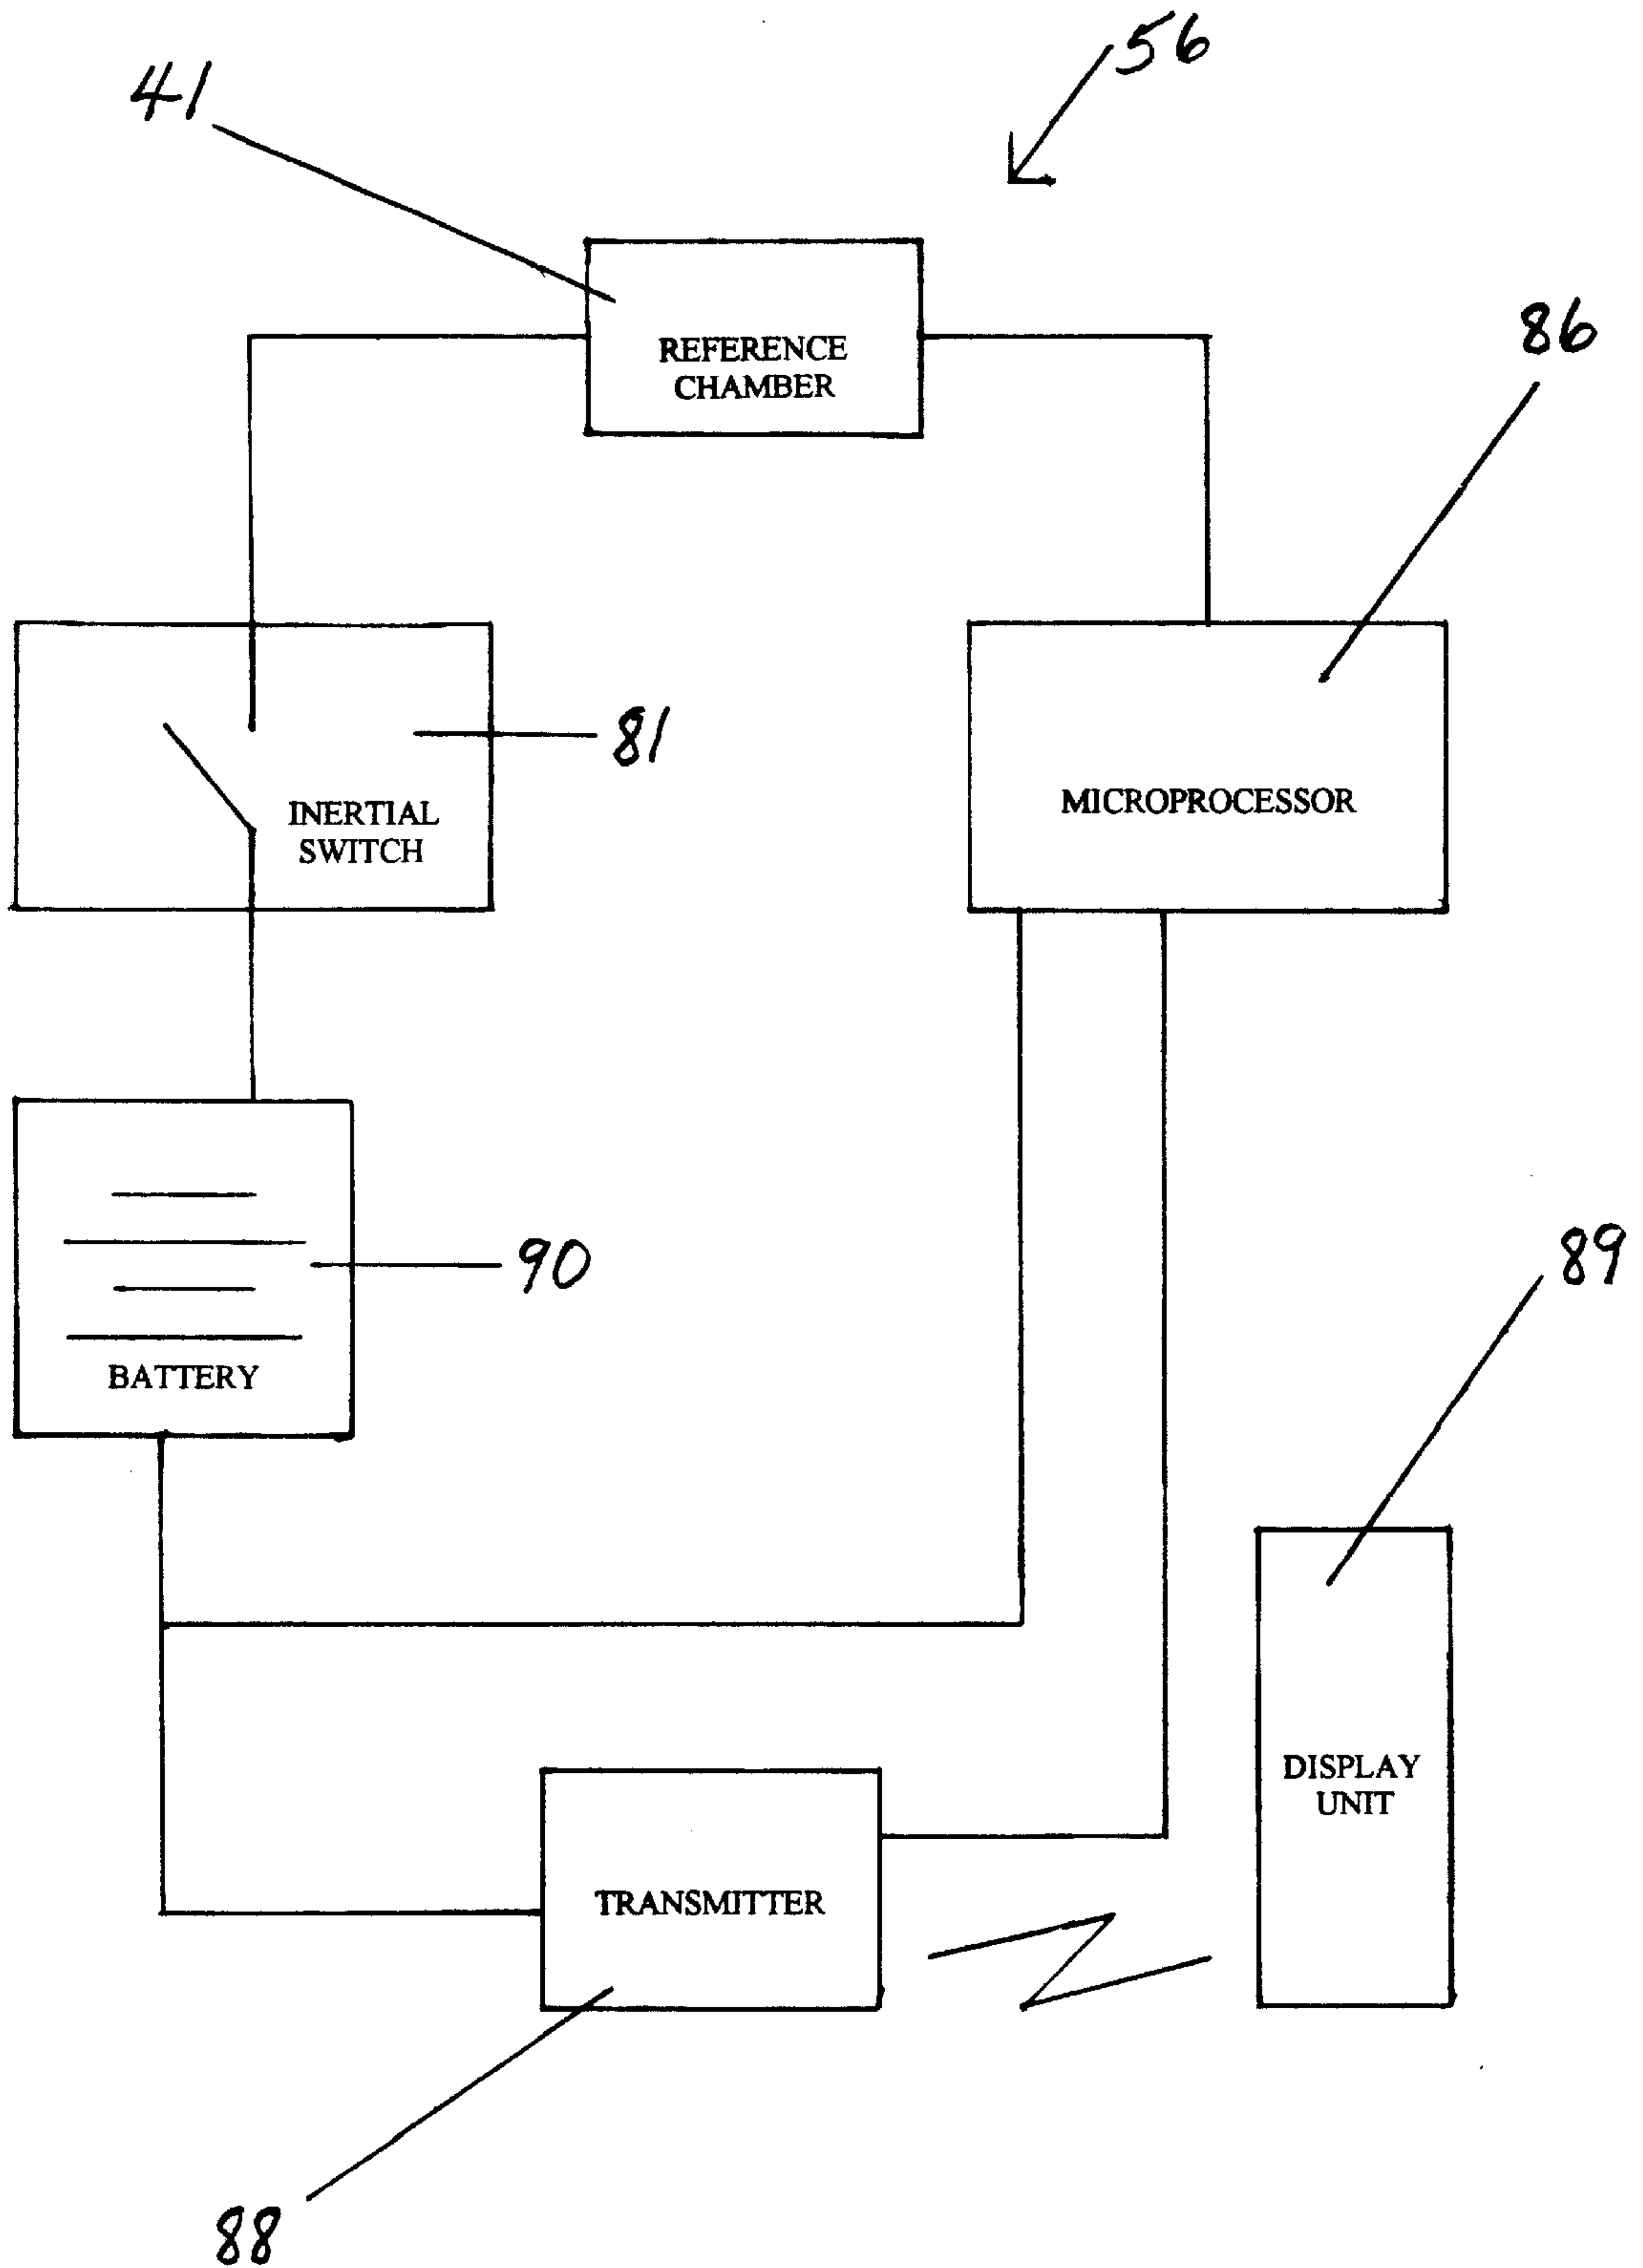 56
41
REFERENCE
CHAMBER
86
81
INERTIAL
SWITCH
MICROPROCESSOR
90
BATTERY
89
DISPLAY
UNIT
TRANSMITTER
88